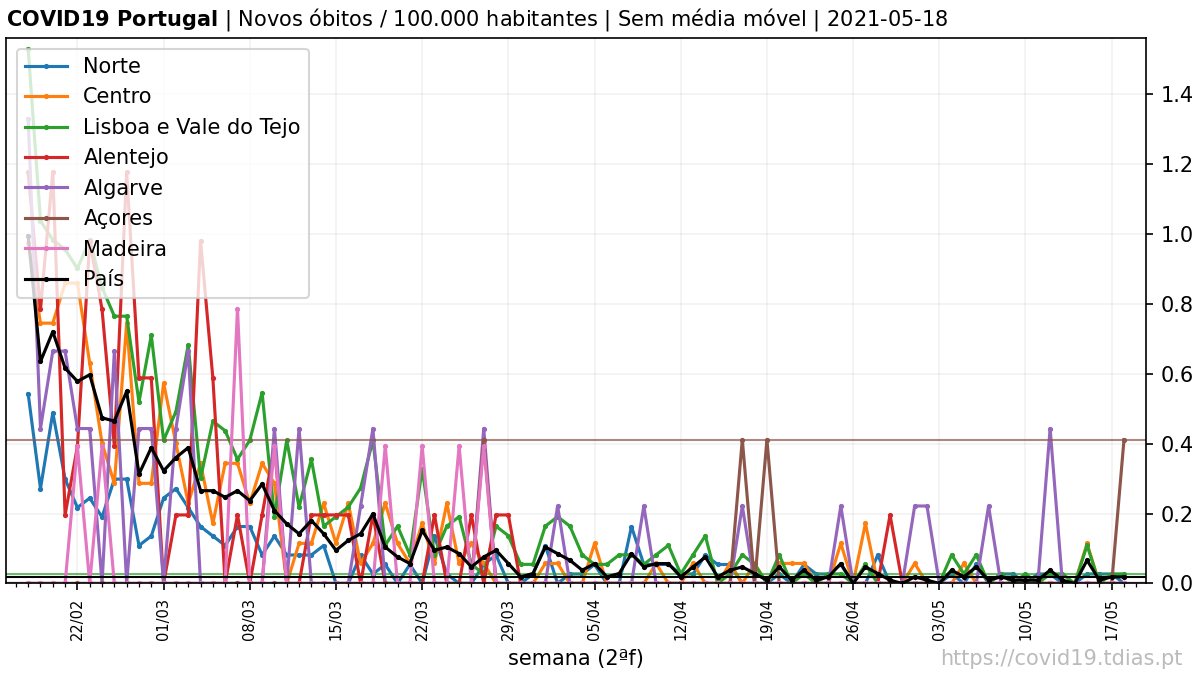 COVID19 Portugal | Novos óbitos / 100.000 habitantes | Sem média móvel | 2021-05-18
Norte
Centro
Lisboa e Vale do Tejo
Alentejo
Algarve
Açores
Madeira
País
1.4
1.2
1.0
0.8
0.6
0.4
0.2
0.0
22/02
01/03
08/03
15/03
22/03
29/03
05/04
12/04
19/04
26/04
03/05
10/05
17/05
semana (2ªf)
https://covid19.tdias.pt